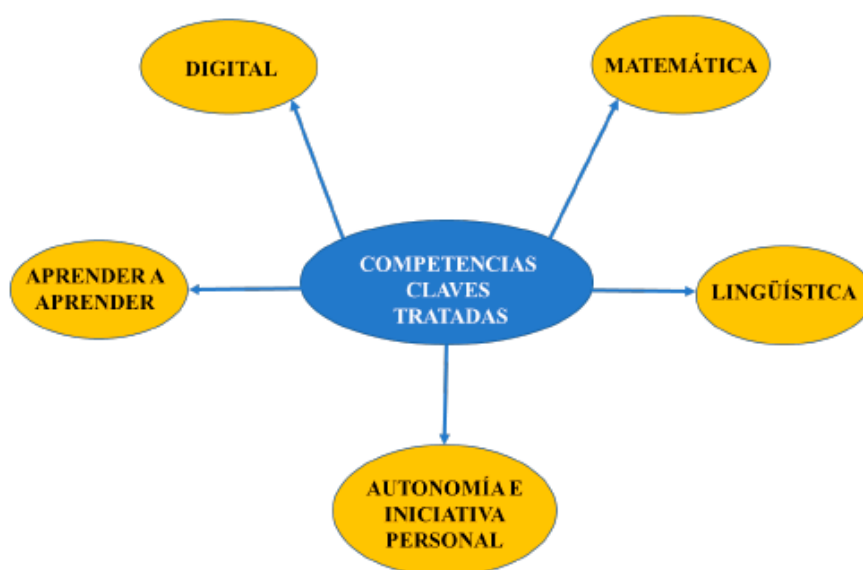 DIGITAL
MATEMÁTICA
COMPETENCIAS
CLAVES
TRATADAS
APRENDER A
APRENDER
LINGÜÍSTICA
AUTONOMÍA E
INICIATIVA
PERSONAL